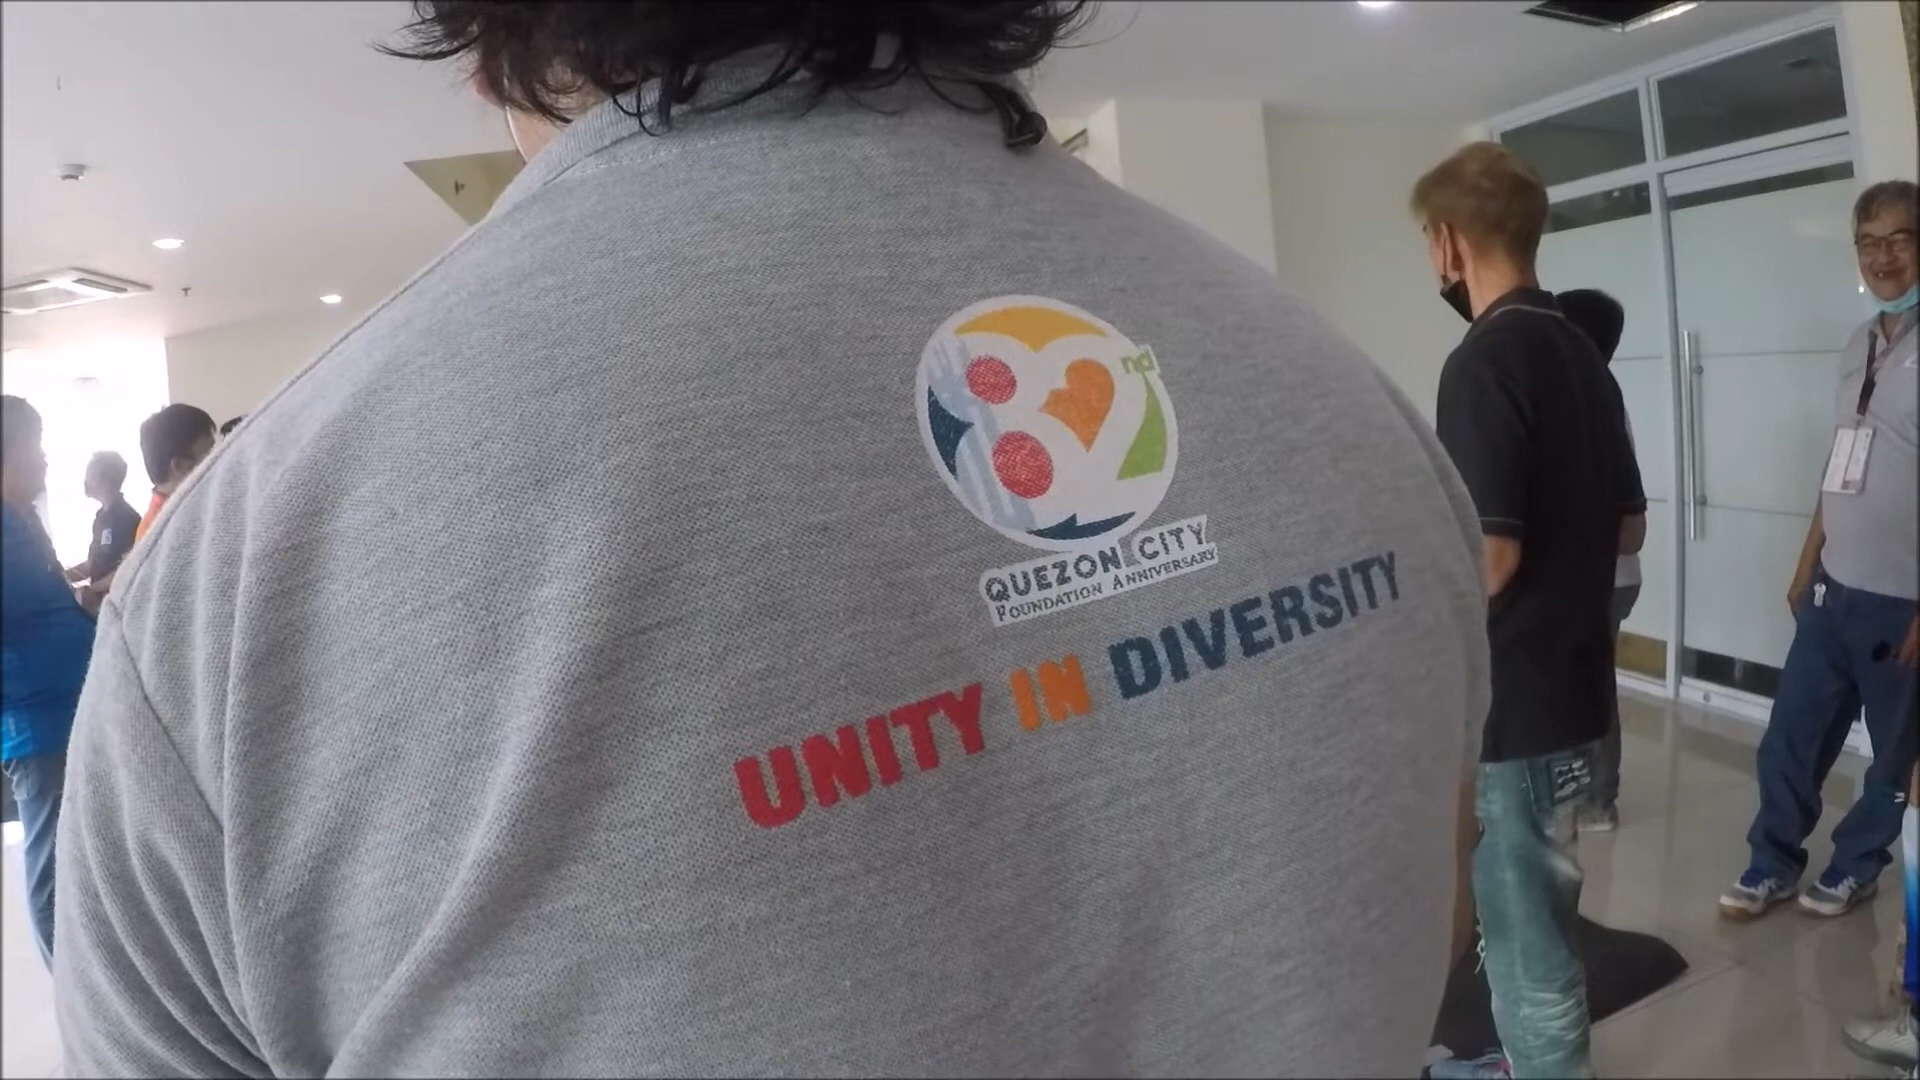 82nd
QUEZON CITY
FOUNDATION ANNIVERSARY
UNITY IN DIVERSITY